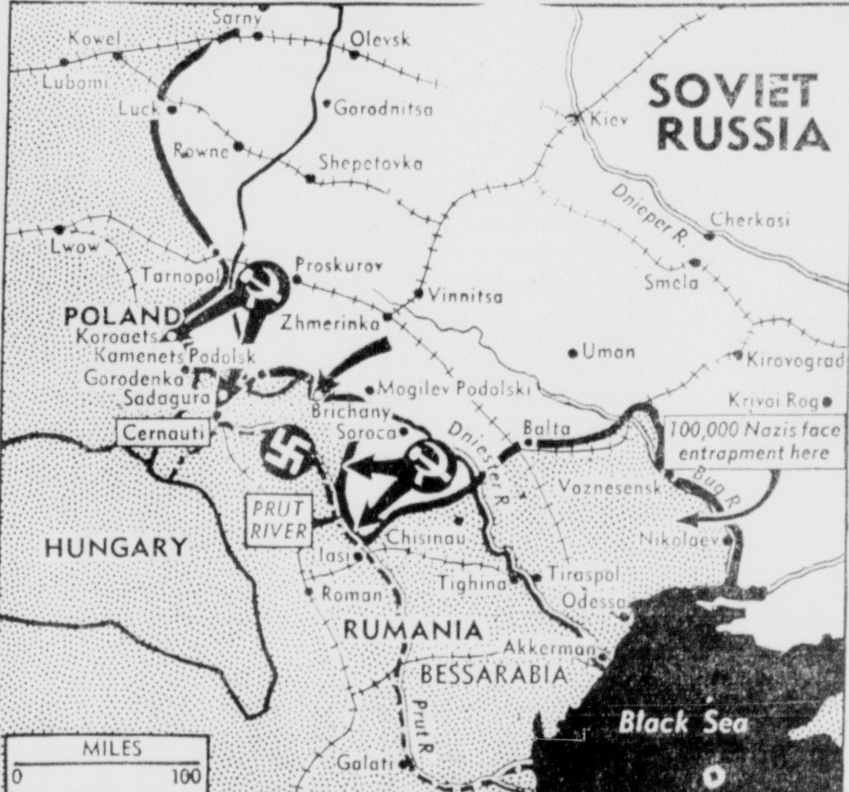 Sarny
Kowel
Olevsk
Lubomi
SOVIET
RUSSIA
Luck
Gorodnitsa
Kiev
Rowne
Shepetovka
Dnieper R.
Cherkasi
Lwow
Tarnopol
Proskurov
Smela
Vinnitsa
POLAND
Zhmerinka
Koroaets
Kamenets Podolsk
Uman
Kirovograd
Gorodenka
Mogilev Podolski
Sadagura
Krivoi Rog
Brichany
Cernauti
Soroca
Balta
100,000 Nazis face
entrapment here
Dniester R.
Voznesensk
Bug R
PRUT
RIVER
Chisinau
Nikolaev
HUNGARY
Iasi
Tighina
Tiraspol
Roman
Odessa
RUMANIA
Akkerman
BESSARABIA
Prut R
Black Sea
MILES
Galati
0 100